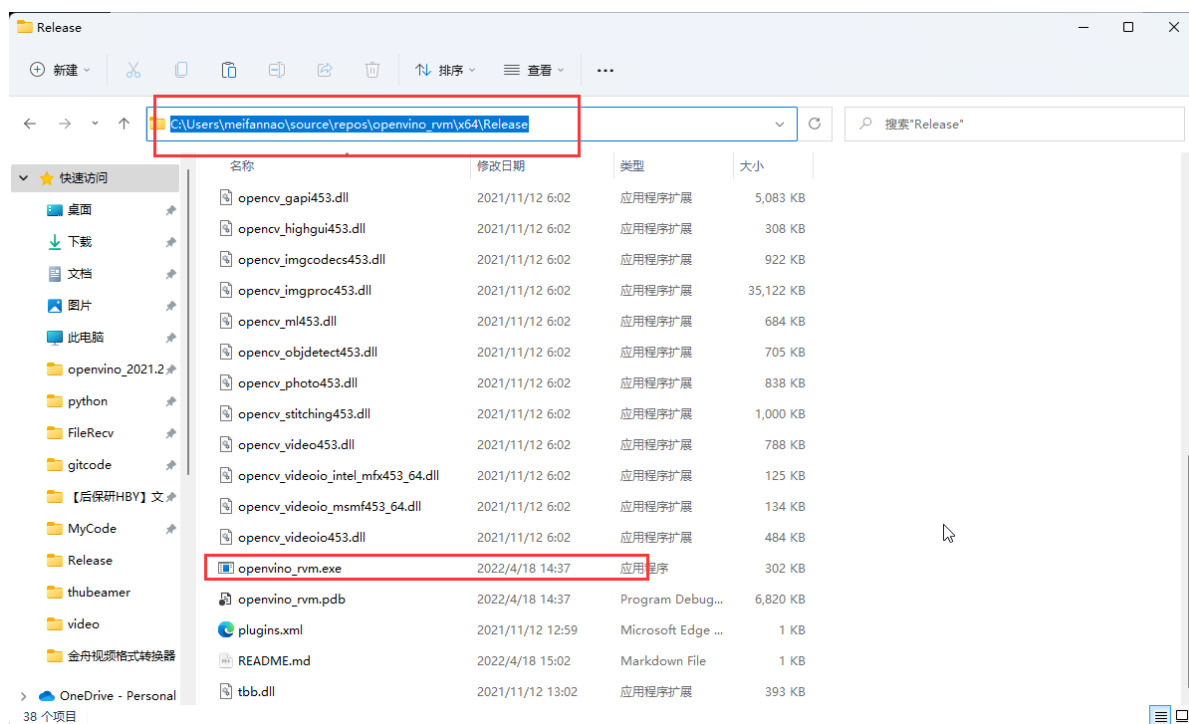 Release
新建
排序
查看
C:\Users\meifannao\source\repos\openvino_rvm\x64\Release
搜索"Release"
快速访问
桌面
下载
文档
图片
此电脑
openvino_2021.2
python
FileRecv
gitcode
【后保研HBY】文
MyCode
Release
thubeamer
video
金舟视频格式转换器
OneDrive - Personal
名称 修改日期 类型 大小
opencv_gapi453.dll 2021/11/12 6:02 应用程序扩展 5,083 KB
opencv_highgui453.dll 2021/11/12 6:02 应用程序扩展 308 KB
opencv_imgcodecs453.dll 2021/11/12 6:02 应用程序扩展 922 KB
opencv_imgproc453.dll 2021/11/12 6:02 应用程序扩展 35,122 KB
opencv_ml453.dll 2021/11/12 6:02 应用程序扩展 684 KB
opencv_objdetect453.dll 2021/11/12 6:02 应用程序扩展 705 KB
opencv_photo453.dll 2021/11/12 6:02 应用程序扩展 838 KB
opencv_stitching453.dll 2021/11/12 6:02 应用程序扩展 1,000 KB
opencv_video453.dll 2021/11/12 6:02 应用程序扩展 788 KB
opencv_videoio_intel_mfx453_64.dll 2021/11/12 6:02 应用程序扩展 125 KB
opencv_videoio_msmf453_64.dll 2021/11/12 6:02 应用程序扩展 134 KB
opencv_videoio453.dll 2021/11/12 6:02 应用程序扩展 484 KB
openvino_rvm.exe 2022/4/18 14:37 应用程序 302 KB
openvino_rvm.pdb 2022/4/18 14:37 Program Debug... 6,820 KB
plugins.xml 2021/11/12 12:59 Microsoft Edge ... 1 KB
README.md 2022/4/18 15:02 Markdown File 1 KB
tbb.dll 2021/11/12 13:02 应用程序扩展 393 KB
38 个项目